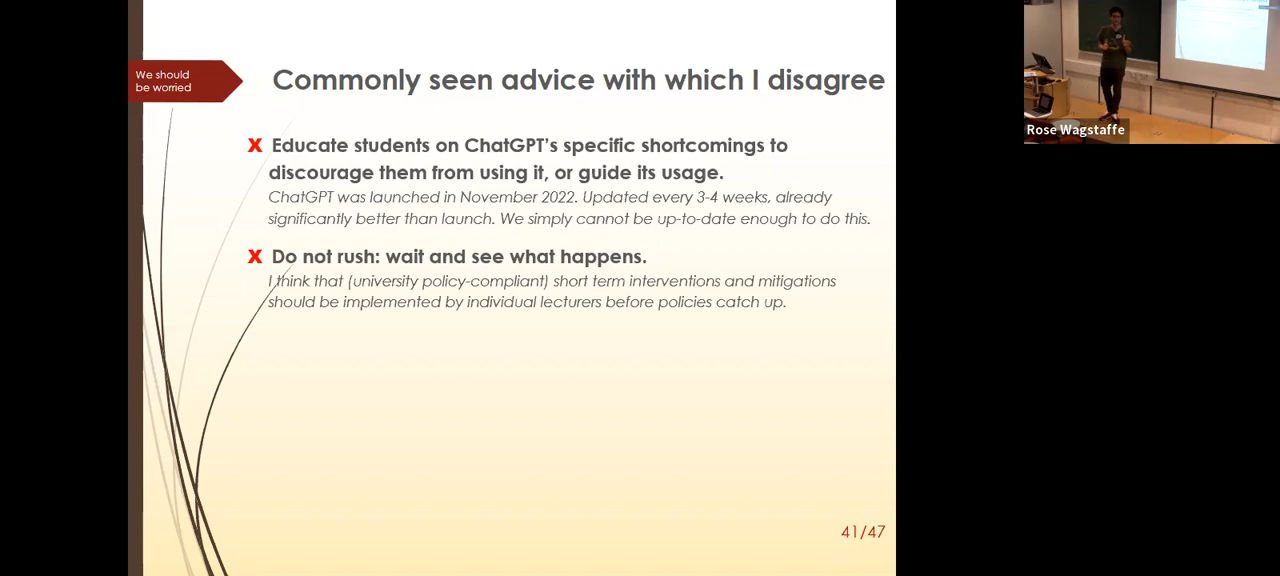 We should
be worried
Commonly seen advice with which I disagree
X Educate students on ChatGPT's specific shortcomings to
discourage them from using it, or guide its usage.
ChatGPT was launched in November 2022. Updated every 3-4 weeks, already
significantly better than launch. We simply cannot be up-to-date enough to do this.
X Do not rush: wait and see what happens.
I think that (university policy-compliant) short term interventions and mitigations
should be implemented by individual lecturers before policies catch up.
41/47
Rose Wagstaffe